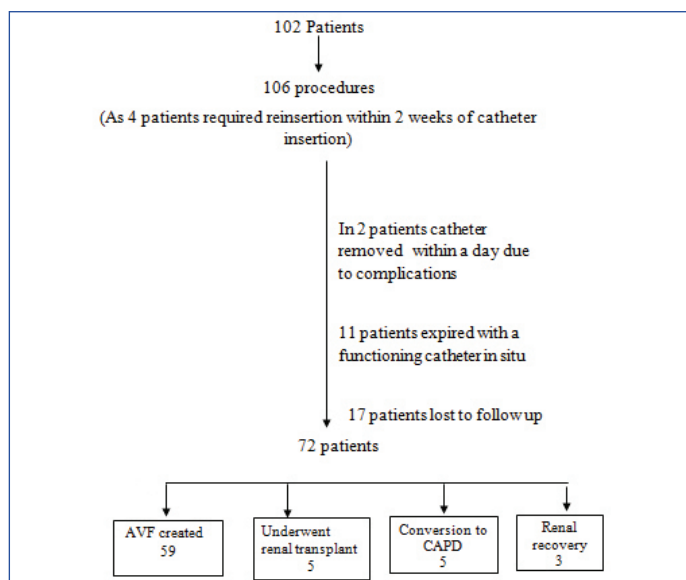 102 Patients
106 procedures
(As 4 patients required reinsertion within 2 weeks of catheter
insertion)
In 2 patients catheter
removed within a day due
to complications
11 patients expired with a
functioning catheter in situ
17 patients lost to follow up
72 patients
AVF created
59
Underwent
renal transplant
5
Conversion to
CAPD
5
Renal
recovery
3